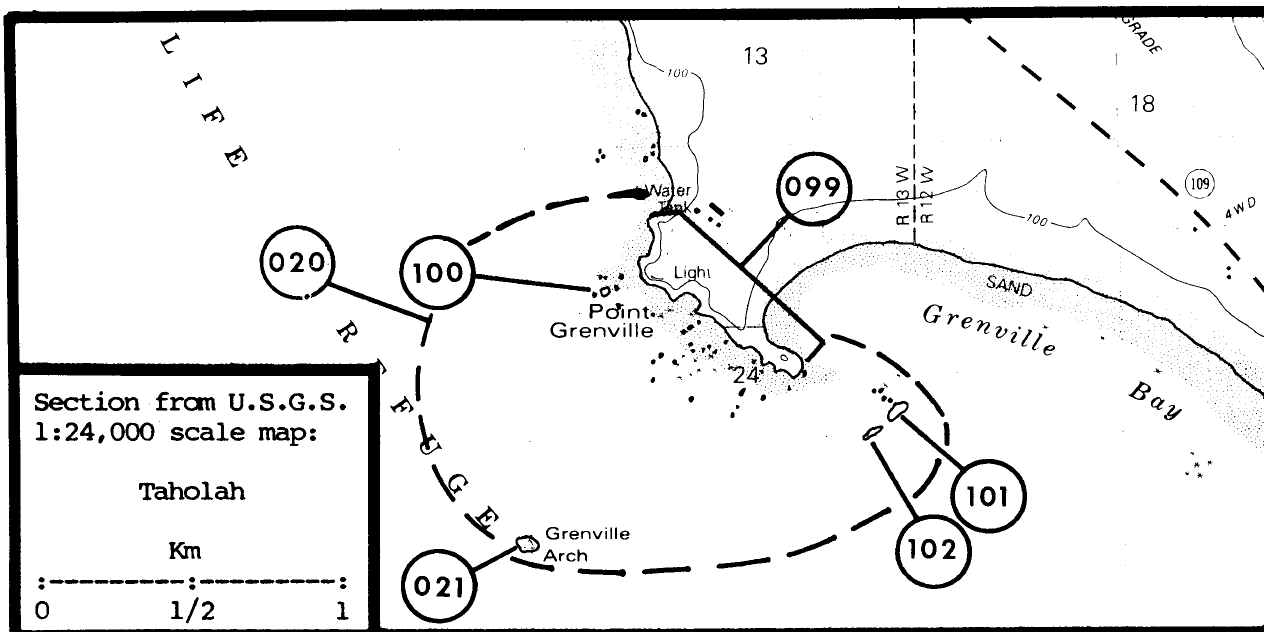 LIFE
REFUGE
100
13
GRADE
18
Water
Tank
099
R 13 W
R 12 W
109
4WD
100
020
100
Light
Point
Grenville
SAND
Grenville
Bay
24
101
102
Grenville
Arch
021
Section from U.S.G.S.
1:24,000 scale map:
Taholah
Km
0 1/2 1